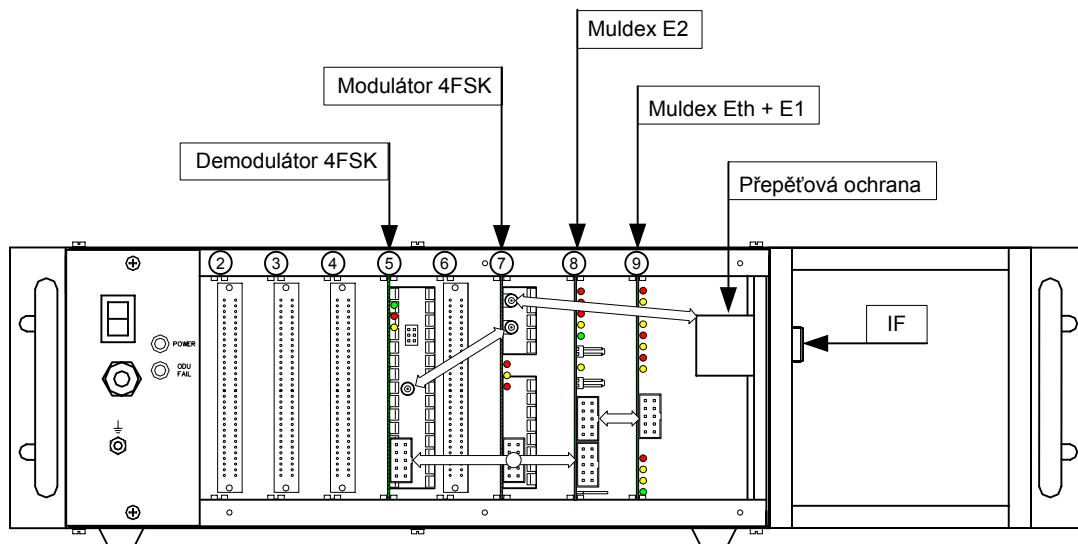 Muldex E2
Modulátor 4FSK
Muldex Eth + E1
Demodulátor 4FSK
Přepěťová ochrana
2 3 4 5 6 7 8 9
IF
POWER
ODU
FAIL